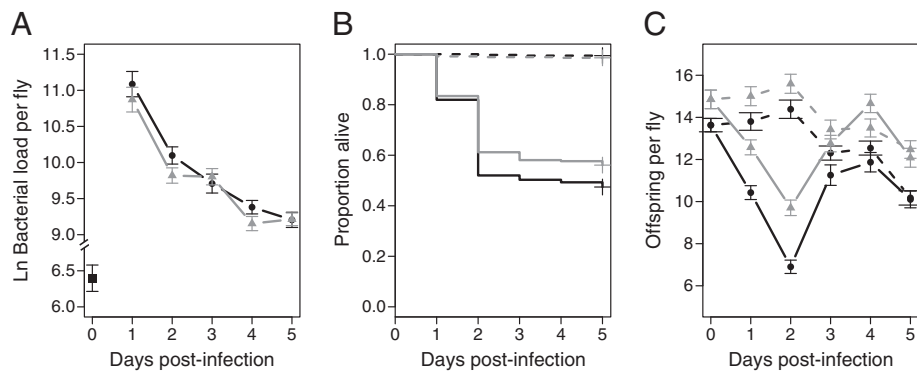 A
Ln Bacterial load per fly
11.5
11.0
10.5
10.0
9.5
9.0
6.5
6.0
0 1 2 3 4 5
Days post-infection
B
Proportion alive
1.0
0.8
0.6
0.4
0.2
0.0
0 1 2 3 4 5
Days post-infection
C
Offspring per fly
16
14
12
10
8
6
0 1 2 3 4 5
Days post-infection